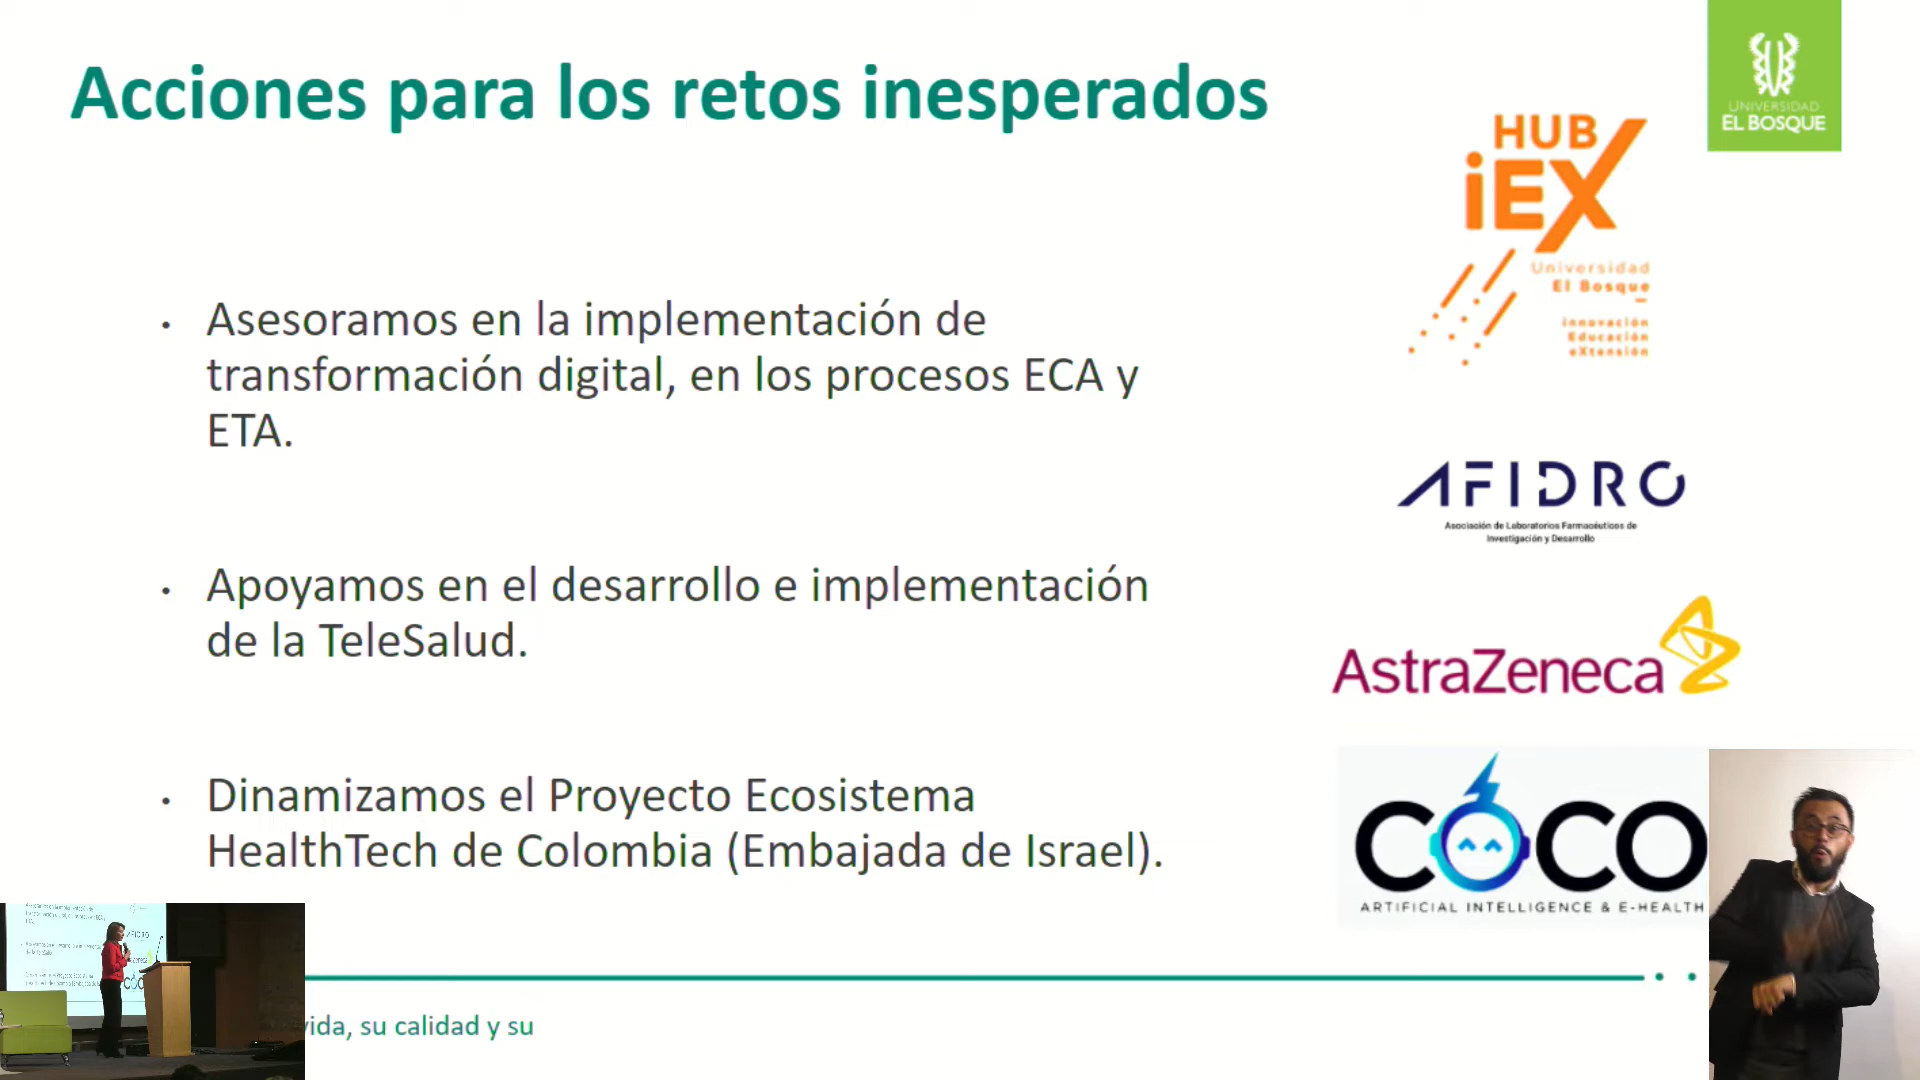 Acciones para los retos inesperados
UNIVERSIDAD
EL BOSQUE
HUB
iEX
Universidad
El Bosque
Innovación
Educación
eXtensión
• Asesoramos en la implementación de
transformación digital, en los procesos ECA y
ETA.
AFIDRO
Asociación de Laboratorios Farmacéuticos de
Investigación y Desarrollo
• Apoyamos en el desarrollo e implementación
de la TeleSalud.
AstraZeneca
• Dinamizamos el Proyecto Ecosistema
HealthTech de Colombia (Embajada de Israel).
COCO
ARTIFICIAL INTELLIGENCE & E-HEALTH
vida, su calidad y su